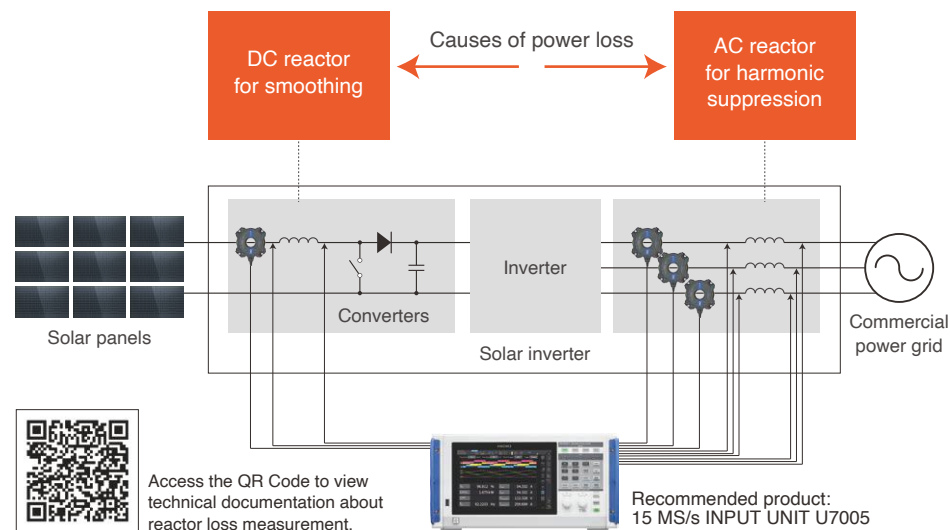 DC reactor
for smoothing
Causes of power loss
AC reactor
for harmonic
suppression
Solar panels
Converters
Inverter
Solar inverter
Commercial
power grid
Access the QR Code to view
technical documentation about
reactor loss measurement.
Recommended product:
15 MS/s INPUT UNIT U7005